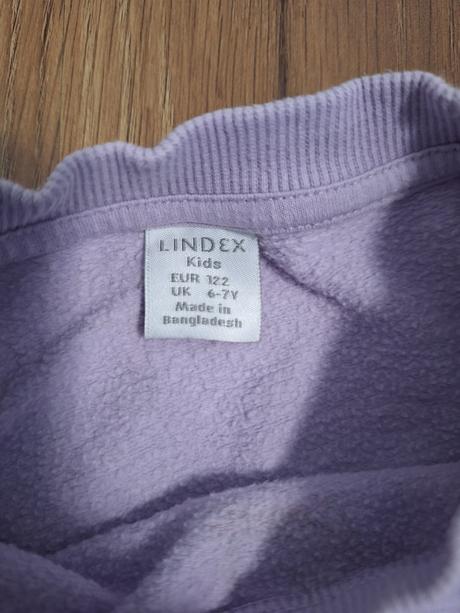 LINDEX
Kids
EUR 122
UK 6-7Y
Made in
Bangladesh